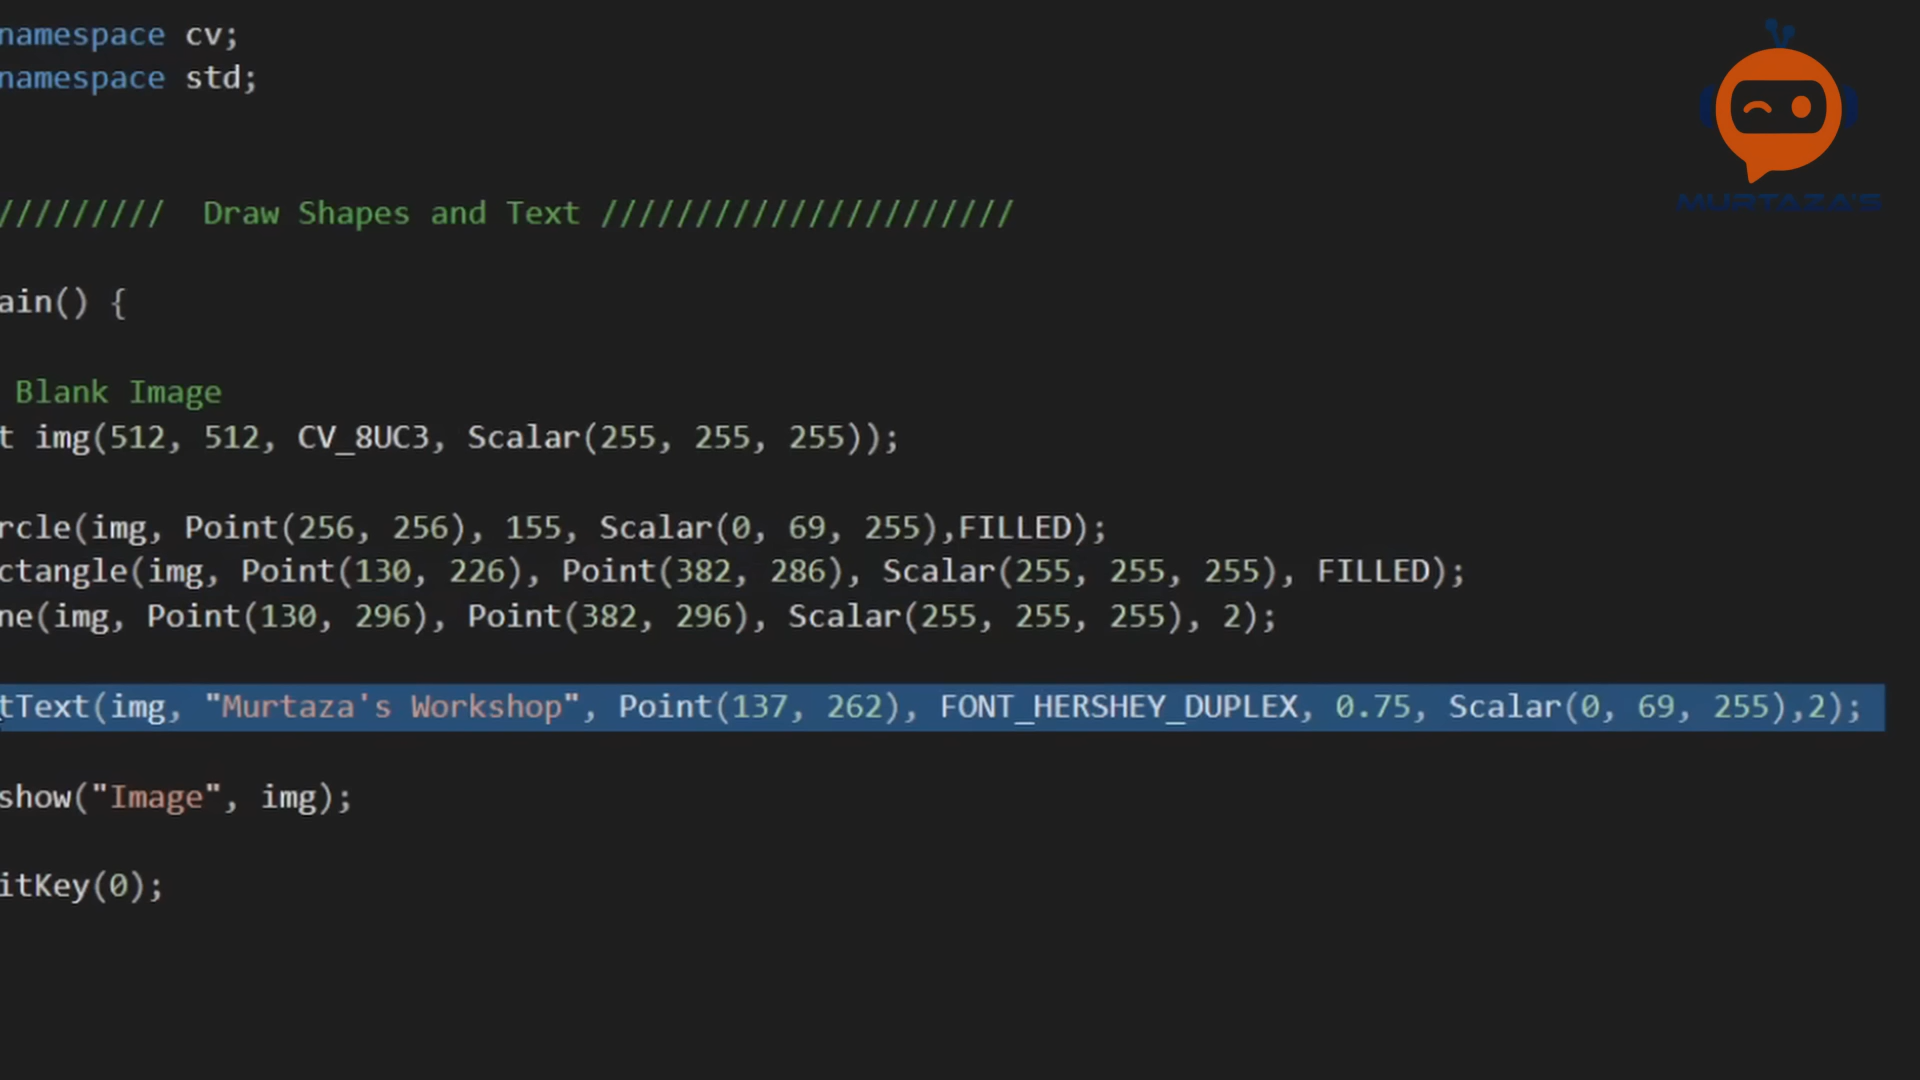 namespace cv;
namespace std;
MURTAZA'S
///////// Draw Shapes and Text //////////////////////
ain() {
Blank Image
t img(512, 512, CV_8UC3, Scalar(255, 255, 255));
rcle(img, Point(256, 256), 155, Scalar(0, 69, 255),FILLED);
ctangle(img, Point(130, 226), Point(382, 286), Scalar(255, 255, 255), FILLED);
ne(img, Point(130, 296), Point(382, 296), Scalar(255, 255, 255), 2);
tText(img, "Murtaza's Workshop", Point(137, 262), FONT_HERSHEY_DUPLEX, 0.75, Scalar(0, 69, 255),2);
show("Image", img);
itKey(0);